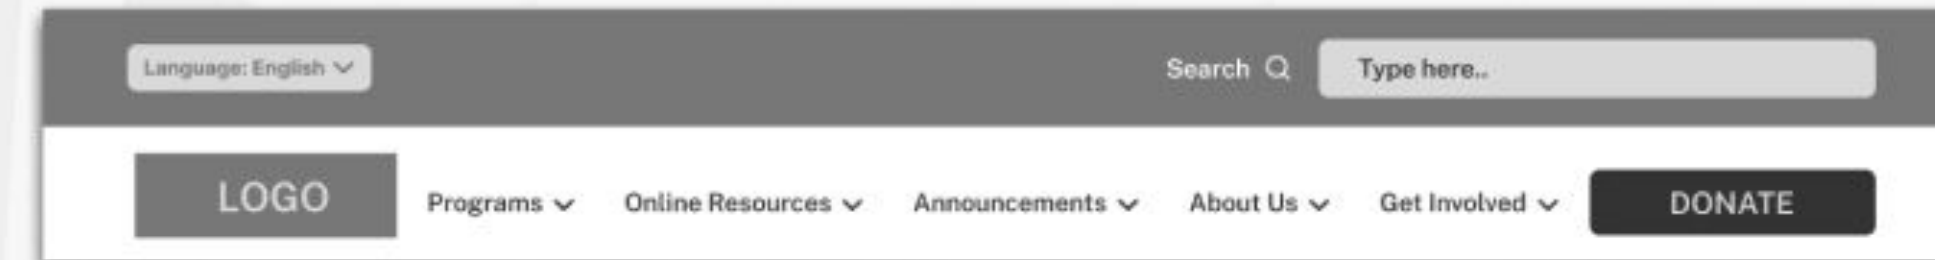 Language: English
Search
Type here..
LOGO
Programs
Online Resources
Announcements
About Us
Get Involved
DONATE